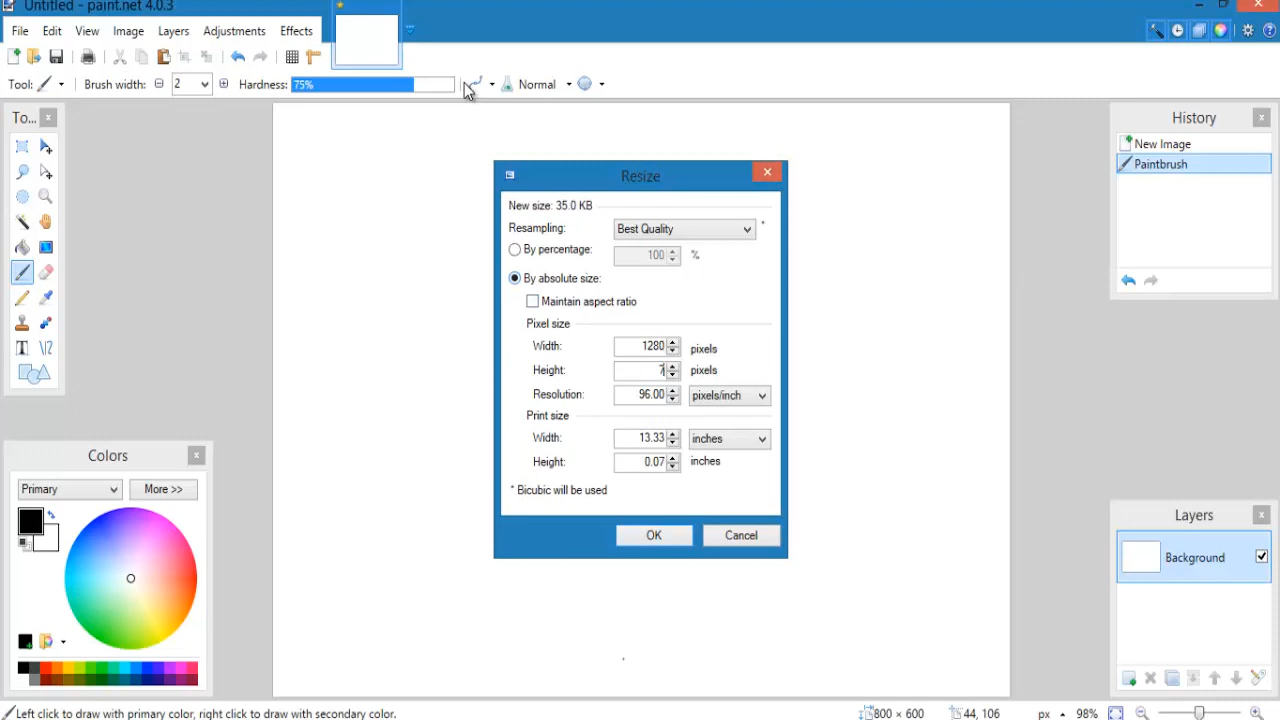 Untitled - paint.net 4.0.3
File Edit View Image Layers Adjustments Effects
Tool: Brush width: 2 Hardness: 75% Normal
To...
Resize
New size: 35.0 KB
Resampling: Best Quality *
By percentage: 100 %
By absolute size:
Maintain aspect ratio
Pixel size
Width: 1280 pixels
Height: 7 pixels
Resolution: 96.00 pixels/inch
Print size
Width: 13.33 inches
Height: 0.07 inches
* Bicubic will be used
OK Cancel
History
New Image
Paintbrush
Colors
Primary More >>
Layers
Background
Left click to draw with primary color, right click to draw with secondary color. 800 × 600 44, 106 px 98%